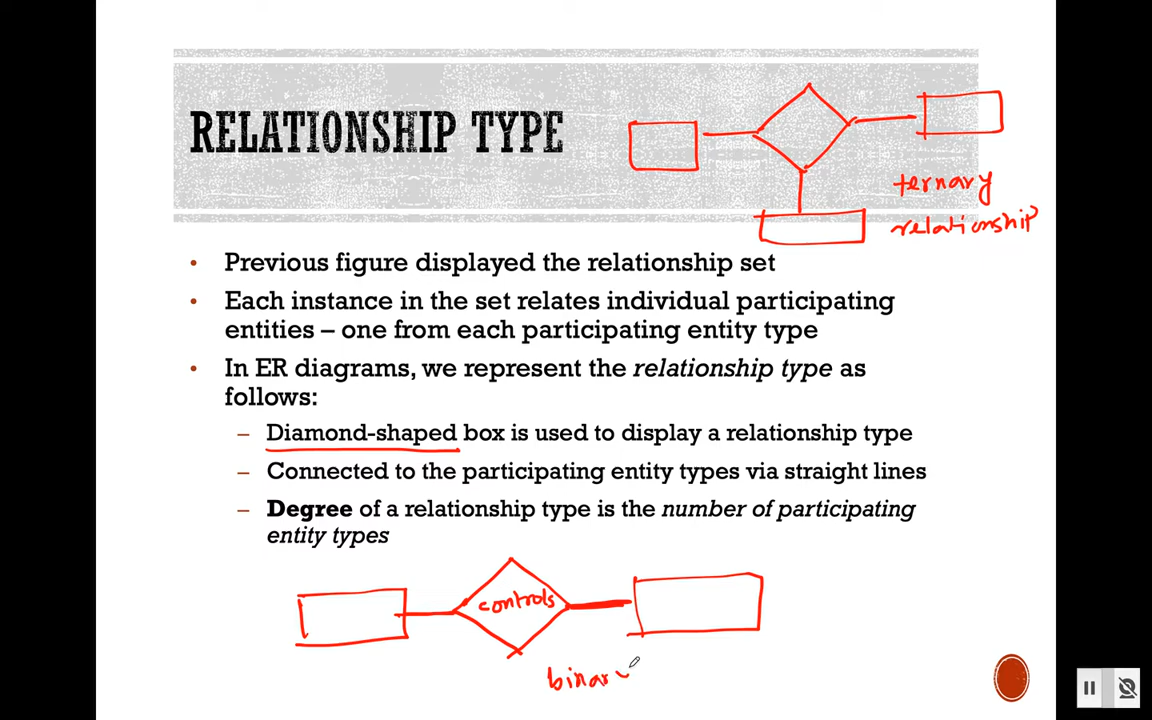 RELATIONSHIP TYPE
ternary
relationship
• Previous figure displayed the relationship set
• Each instance in the set relates individual participating
entities – one from each participating entity type
• In ER diagrams, we represent the relationship type as
follows:
– Diamond-shaped box is used to display a relationship type
– Connected to the participating entity types via straight lines
– Degree of a relationship type is the number of participating
entity types
controls
binary